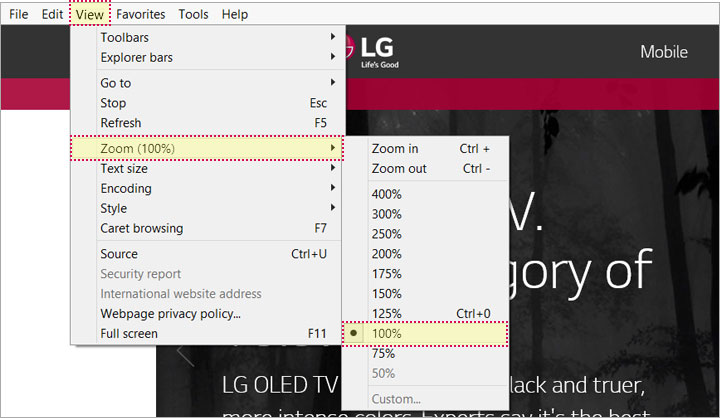 File Edit View Favorites Tools Help
LG
Life's Good
Mobile
Toolbars
Explorer bars
Go to
Stop Esc
Refresh F5
Zoom (100%)
Text size
Encoding
Style
Caret browsing F7
Source Ctrl+U
Security report
International website address
Webpage privacy policy...
Full screen F11
Zoom in Ctrl +
Zoom out Ctrl -
400%
300%
250%
200%
175%
150%
125% Ctrl+0
100%
75%
50%
Custom...
V.
gory of
LG OLED TV lack and truer,
more intense colors. Experts say it's the best